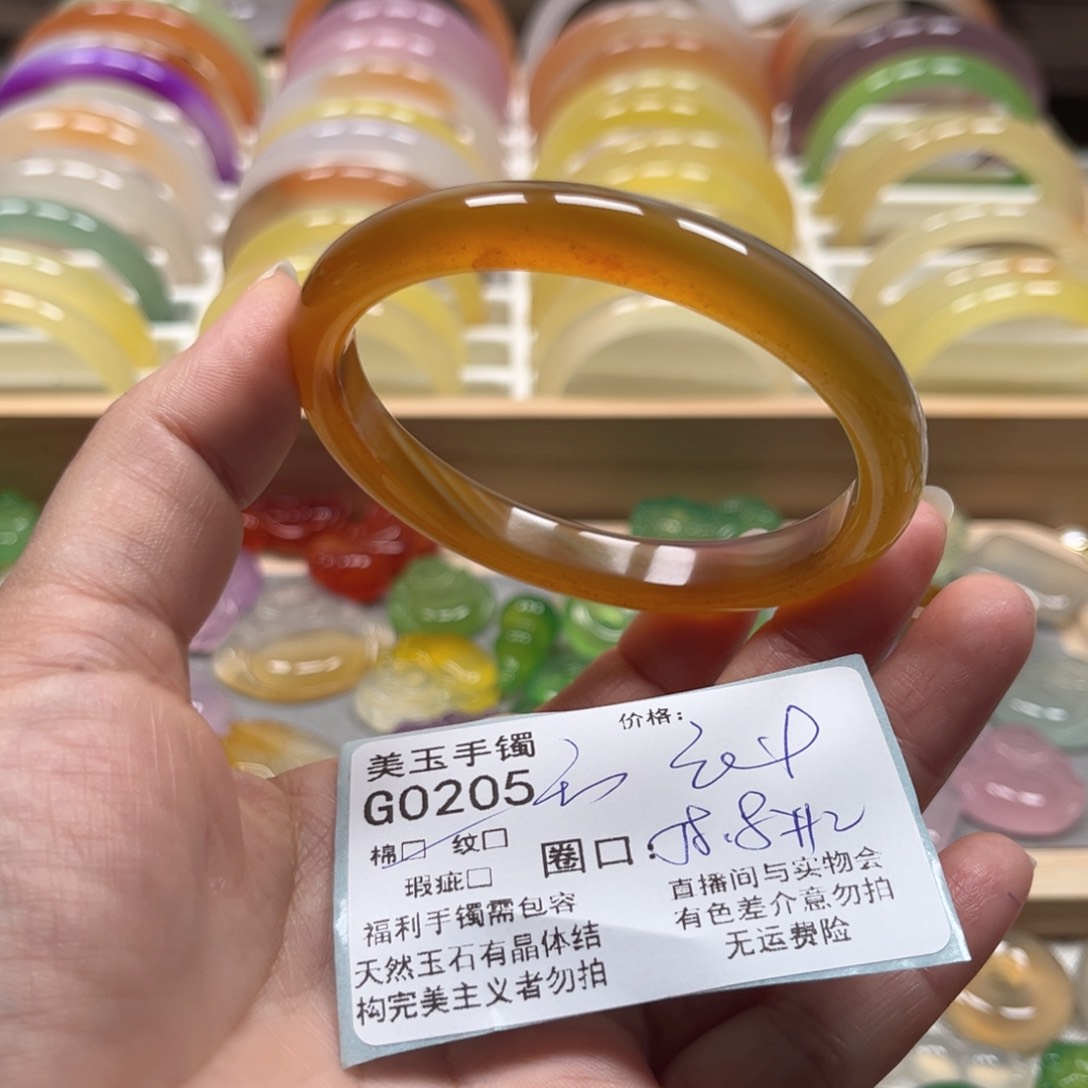 价格:
美玉手镯
G0205
棉□ 纹□
圈口:
瑕疵□
福利手镯需包容
天然玉石有晶体结
构完美主义者勿拍
直播间与实物会
有色差介意勿拍
无运费险